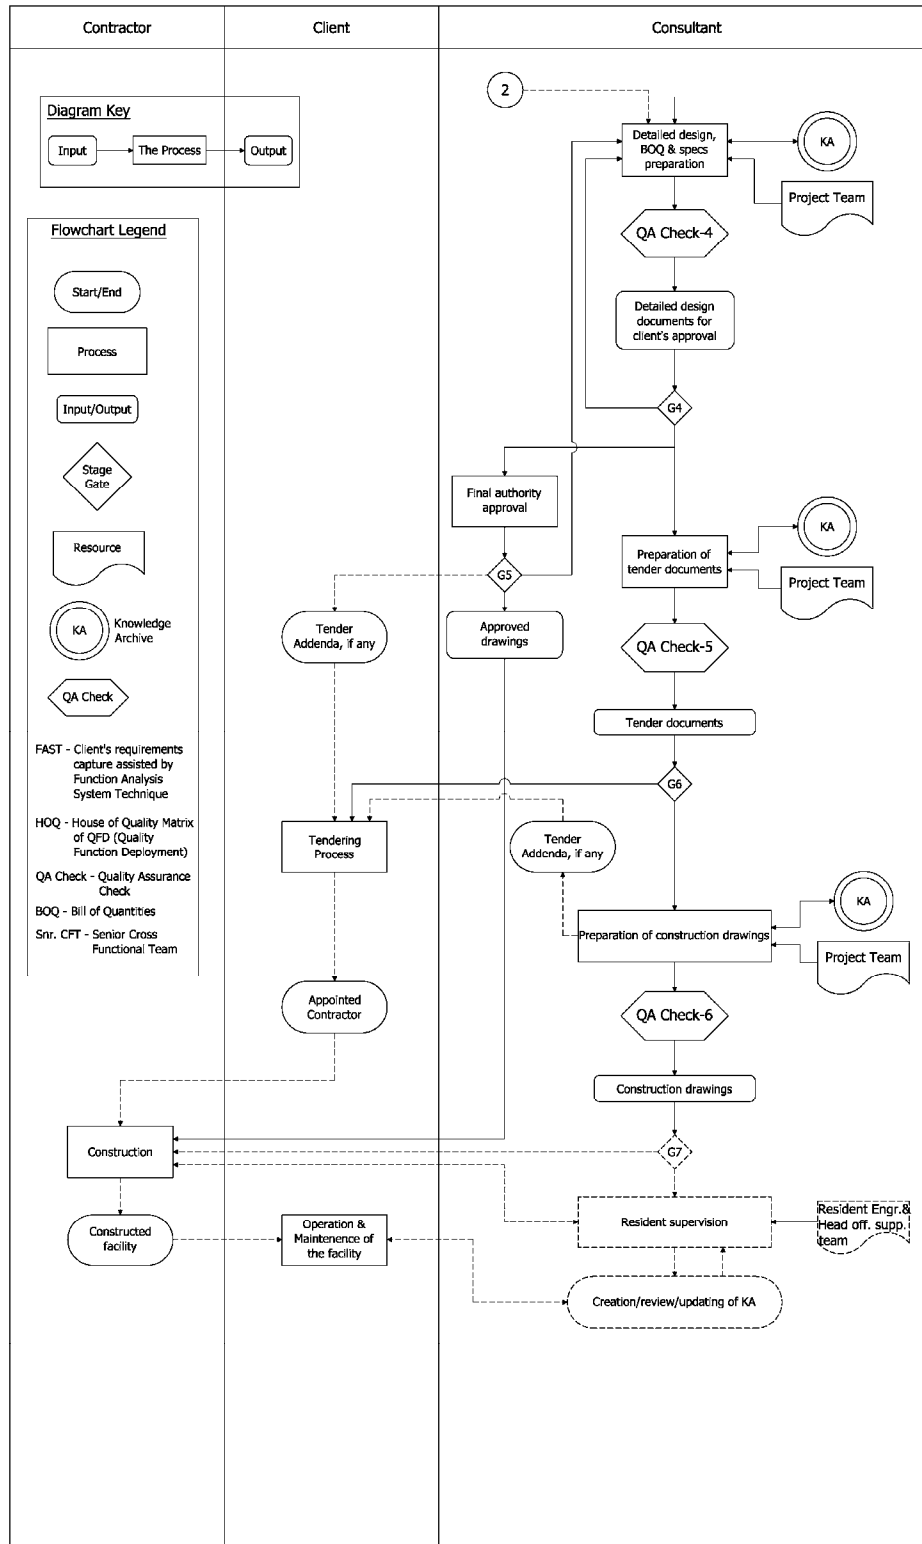 Contractor
Client
Consultant
Diagram Key
Input
The Process
Output
Flowchart Legend
Start/End
Process
Input/Output
Stage
Gate
Resource
KA
Knowledge
Archive
QA Check
FAST - Client's requirements
capture assisted by
Function Analysis
System Technique
HOQ - House of Quality Matrix
of QFD (Quality
Function Deployment)
QA Check - Quality Assurance
Check
BOQ - Bill of Quantities
Snr. CFT - Senior Cross
Functional Team
2
Detailed design,
BOQ & specs
preparation
KA
Project Team
QA Check-4
Detailed design
documents for
client's approval
G4
Final authority
approval
Preparation of
tender documents
KA
Project Team
G5
Tender
Addenda, if any
Approved
drawings
QA Check-5
Tender documents
G6
Tendering
Process
Tender
Addenda, if any
Preparation of construction drawings
KA
Project Team
Appointed
Contractor
QA Check-6
Construction drawings
Construction
G7
Constructed
facility
Operation &
Maintenence of
the facility
Resident supervision
Resident Engr.&
Head off. supp.
team
Creation/review/updating of KA